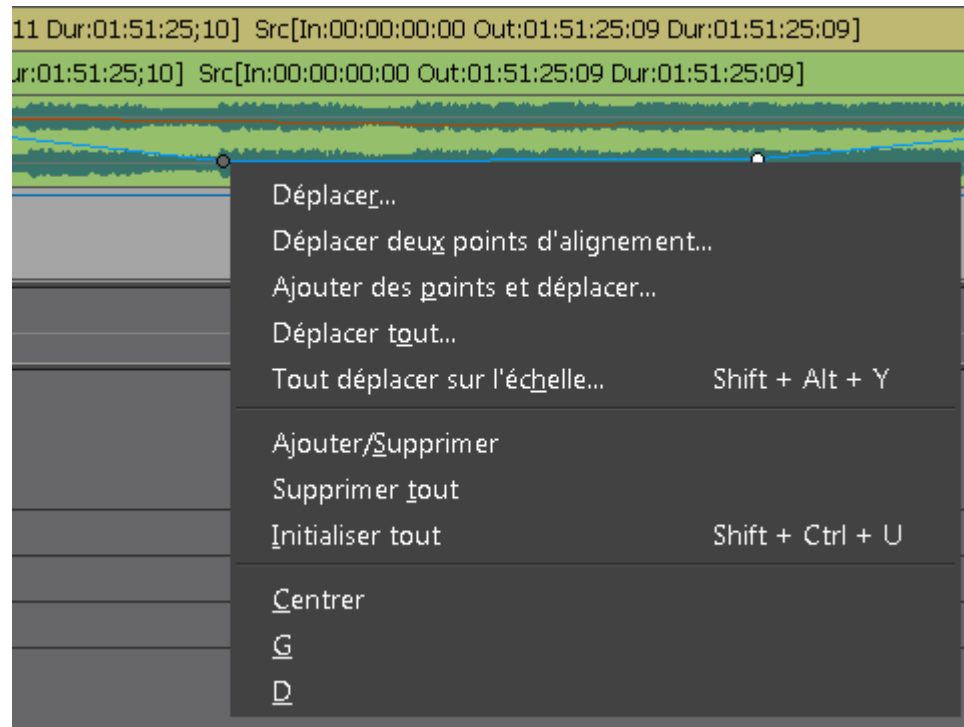 11 Dur:01:51:25;10] Src[In:00:00:00:00 Out:01:51:25:09 Dur:01:51:25:09]
ur:01:51:25;10] Src[In:00:00:00:00 Out:01:51:25:09 Dur:01:51:25:09]
Déplacer...
Déplacer deux points d'alignement...
Ajouter des points et déplacer...
Déplacer tout...
Tout déplacer sur l'échelle... Shift + Alt + Y
Ajouter/Supprimer
Supprimer tout
Initialiser tout Shift + Ctrl + U
Centrer
G
D